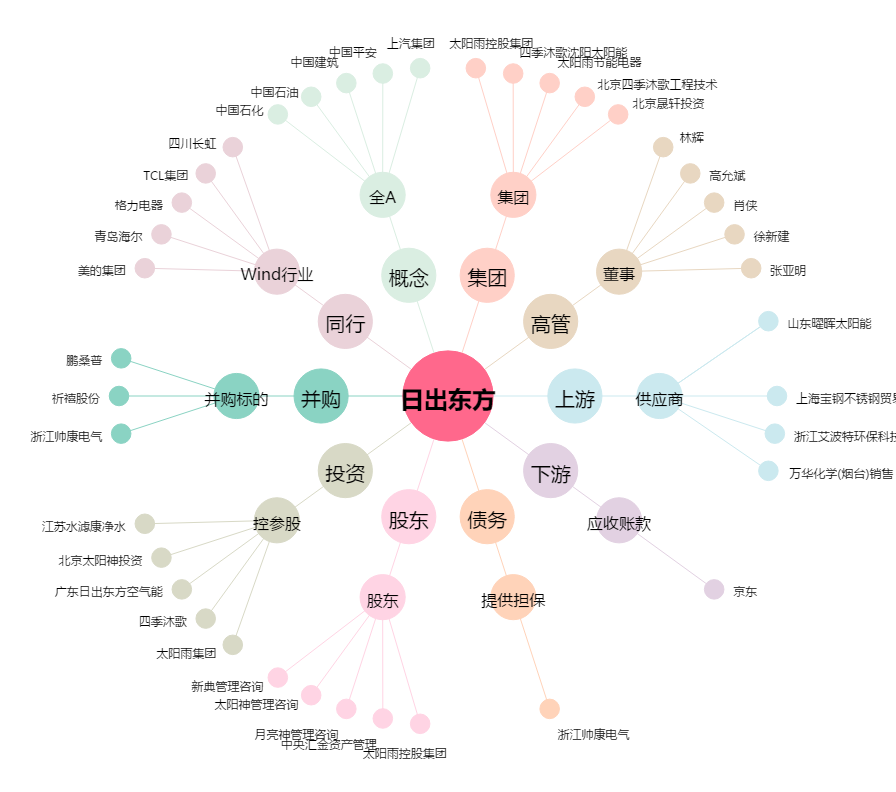 上汽集团
太阳雨控股集团
中国平安
四季沐歌沈阳太阳能
中国建筑
太阳雨节能电器
中国石油
北京四季沐歌工程技术
中国石化
北京晟轩投资
四川长虹
林辉
TCL集团
高允斌
格力电器
全A
集团
肖侠
青岛海尔
徐新建
美的集团
Wind行业
概念
集团
董事
张亚明
同行
高管
山东曜晖太阳能
鹏桑普
祈禧股份
并购标的
并购
日出东方
上游
供应商
上海宝钢不锈钢贸易
浙江帅康电气
浙江艾波特环保科技
投资
下游
万华化学(烟台)销售
江苏水滤康净水
控参股
股东
债务
应收账款
北京太阳神投资
广东日出东方空气能
京东
四季沐歌
股东
提供担保
太阳雨集团
新典管理咨询
太阳神管理咨询
月亮神管理咨询
浙江帅康电气
中央汇金资产管理
太阳雨控股集团